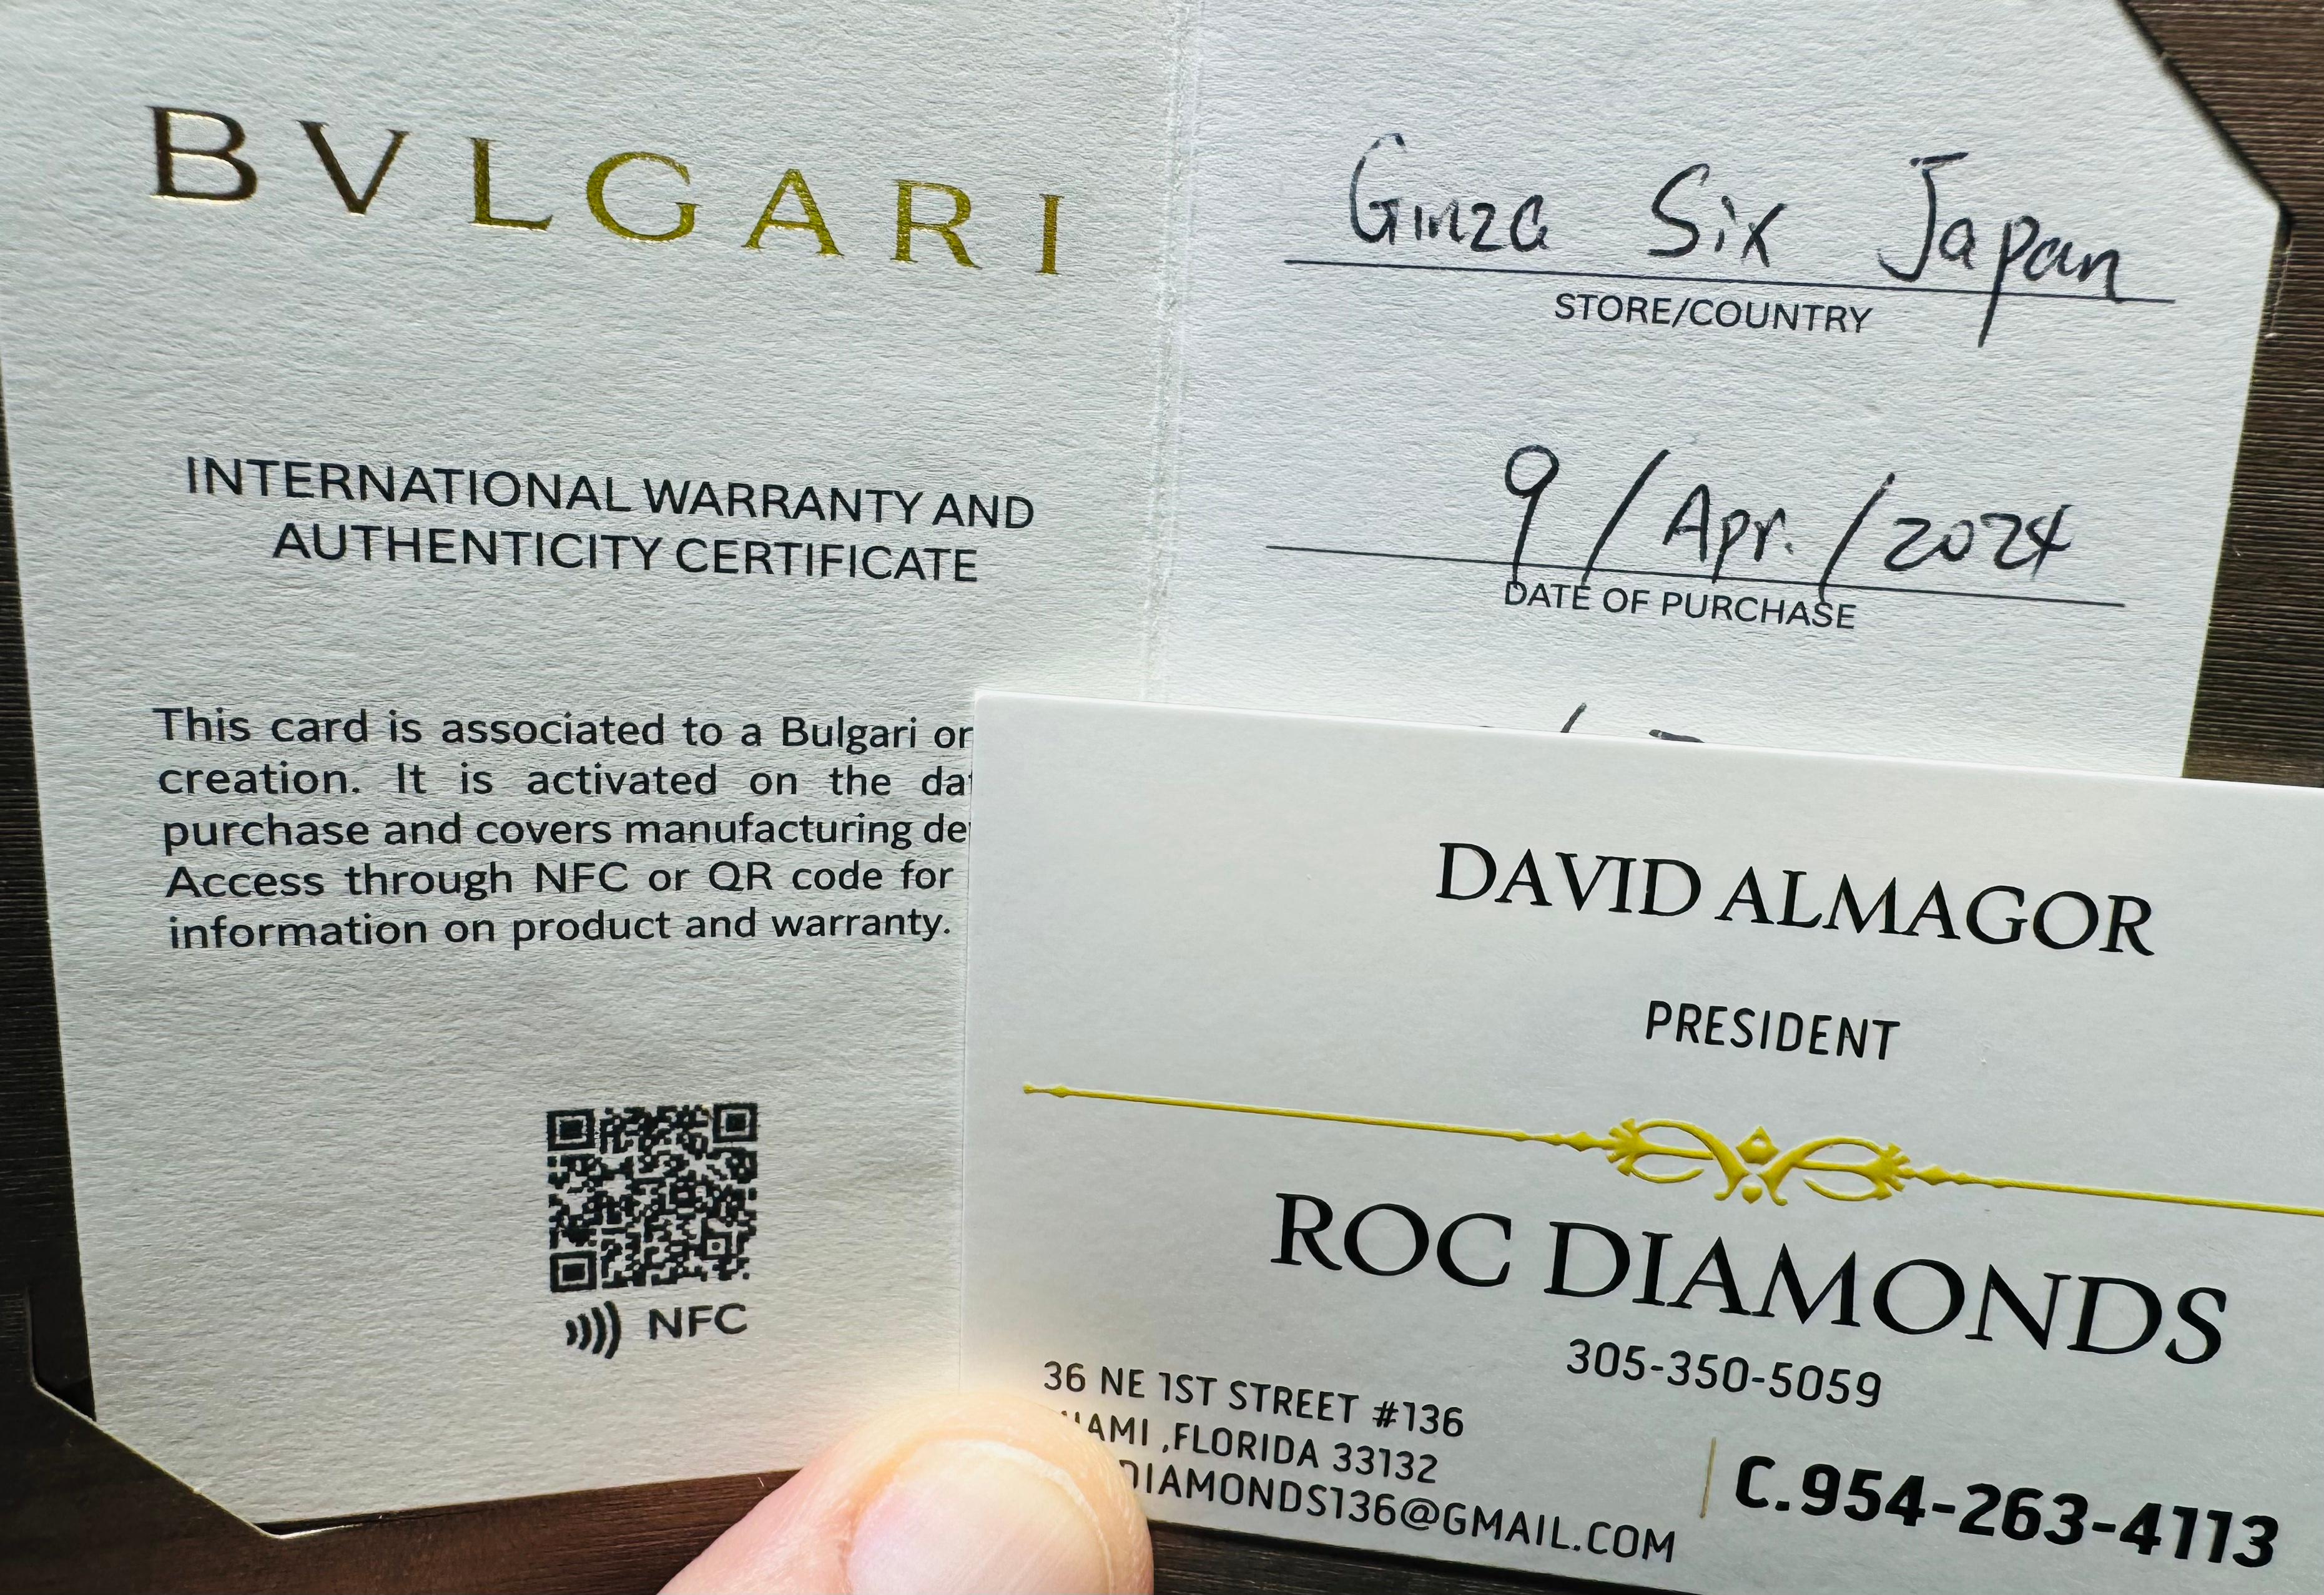 BVLGARI
INTERNATIONAL WARRANTY AND
AUTHENTICITY CERTIFICATE
This card is associated to a Bulgari or
creation. It is activated on the
purchase and covers manufacturing
Access through NFC or QR code for
information on product and warranty.
NFC
Ginza Six Japan
STORE/COUNTRY
9/Apr./2024
DATE OF PURCHASE
DAVID ALMAGOR
PRESIDENT
ROC DIAMONDS
305-350-5059
36 NE 1ST STREET #136
AMI ,FLORIDA 33132
DIAMONDS136@GMAIL.COM
C.954-263-4113